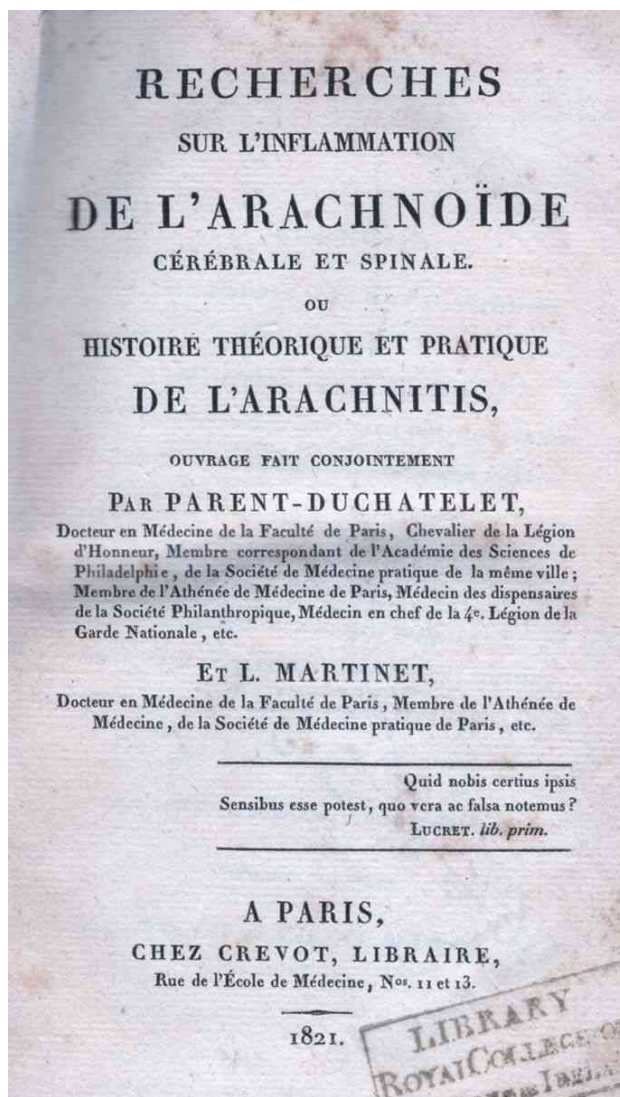 RECHERCHES
SUR L'INFLAMMATION
DE L'ARACHNOÏDE
CÉRÉBRALE ET SPINALE.
OU
HISTOIRE THÉORIQUE ET PRATIQUE
DE L'ARACHNITIS,
OUVRAGE FAIT CONJOINTEMENT
PAR PARENT-DUCHATELET,
Docteur en Médecine de la Faculté de Paris, Chevalier de la Légion
d'Honneur, Membre correspondant de l'Académie des Sciences de
Philadelphie, de la Société de Médecine pratique de la même ville;
Membre de l'Athénée de Médecine de Paris, Médecin des dispensaires
de la Société Philanthropique, Médecin en chef de la 4e. Légion de la
Garde Nationale, etc.
ET L. MARTINET,
Docteur en Médecine de la Faculté de Paris, Membre de l'Athénée de
Médecine, de la Société de Médecine pratique de Paris, etc.
Quid nobis certius ipsis
Sensibus esse potest, quo vera ac falsa notemus?
LUCRET. lib. prim.
A PARIS,
CHEZ CREVOT, LIBRAIRE,
Rue de l'École de Médecine, Nos. 11 et 13.
1821.
LIBRARY
ROYAL COLLEGE